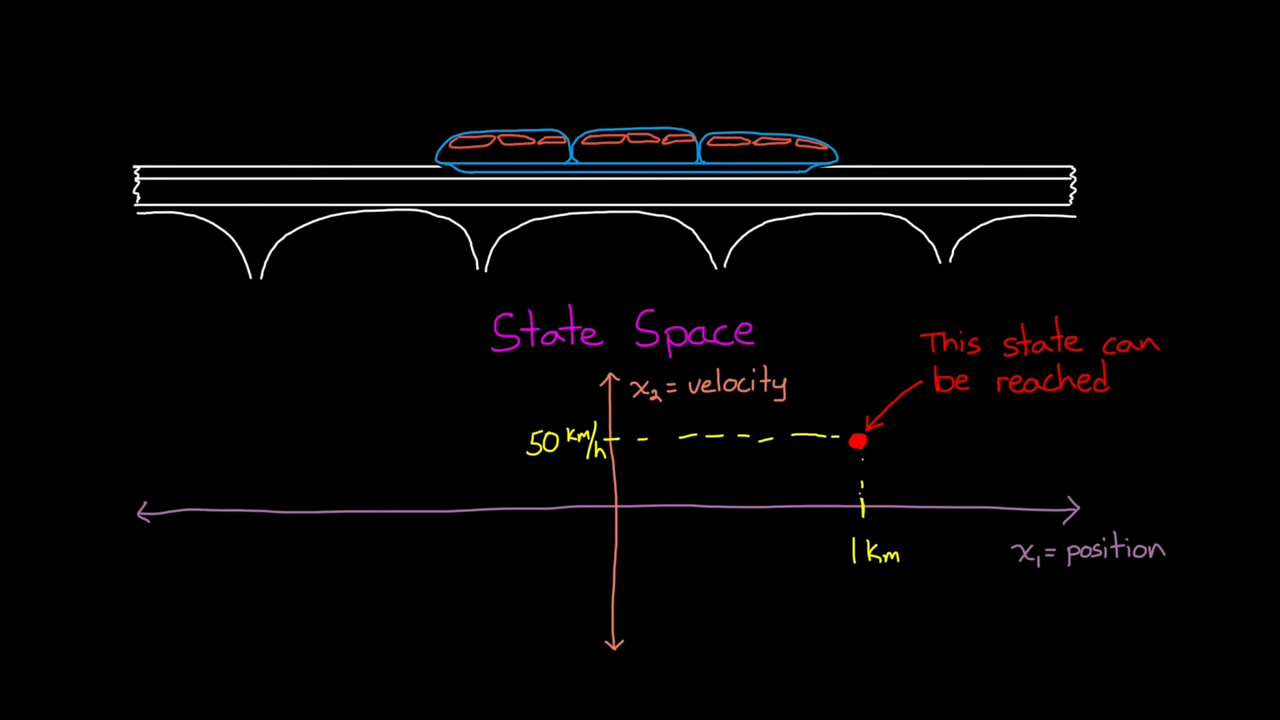 State Space
This state can
be reached
x₂ = velocity
50 km/h
1 km
x₁ = position